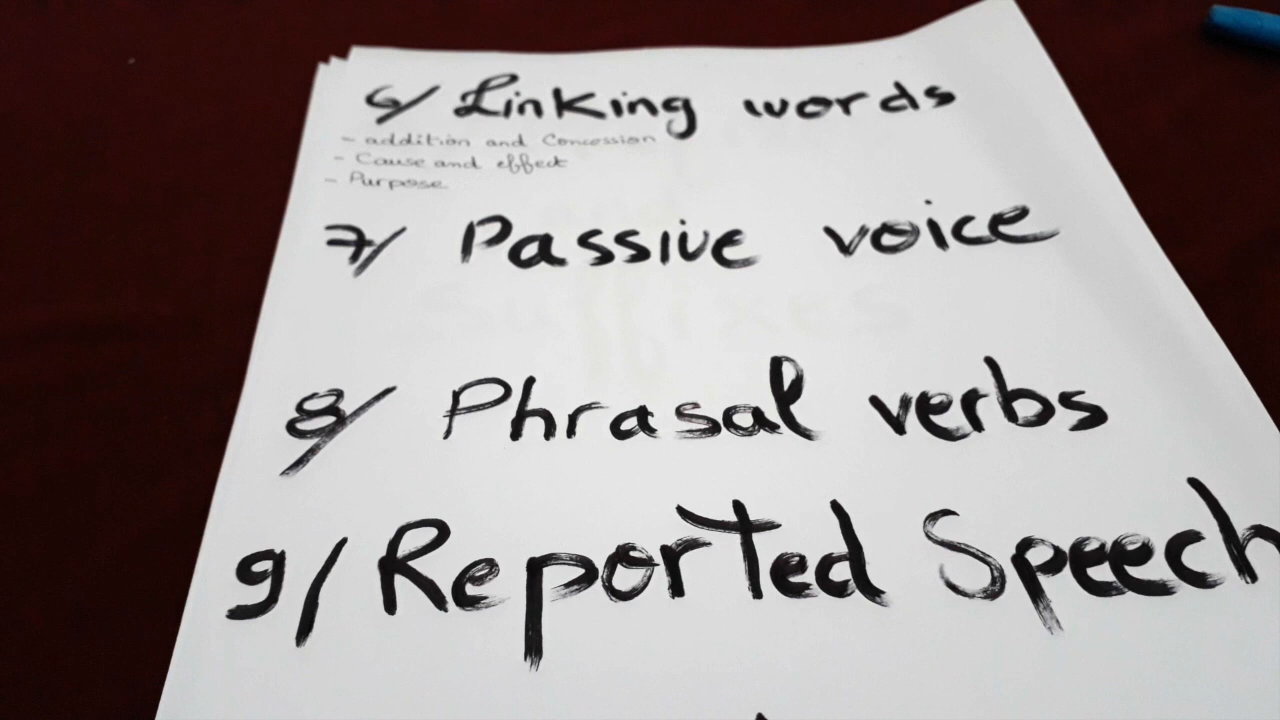 6/ Linking words
- addition and Concession
- Cause and effect
- Purpose
7/ Passive voice
8/ Phrasal verbs
9/ Reported Speech